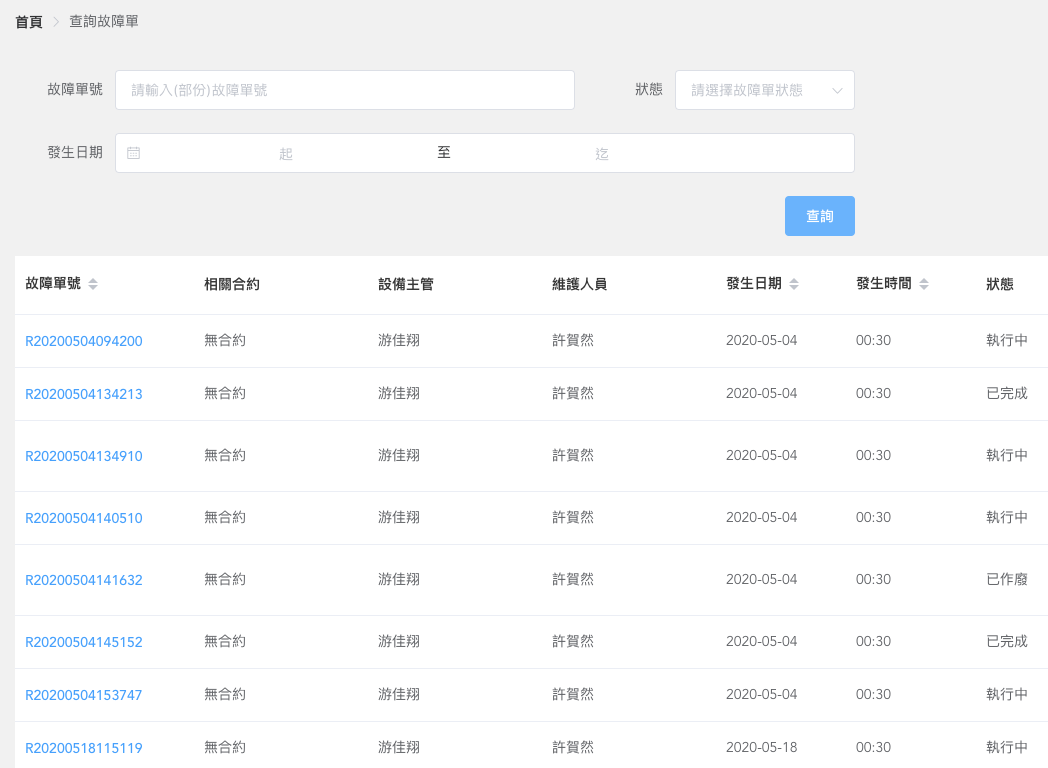 首頁 查詢故障單
故障單號 請輸入(部份)故障單號 狀態 請選擇故障單狀態
發生日期 起 至 迄
查詢
故障單號 相關合約 設備主管 維護人員 發生日期 發生時間 狀態
R20200504094200 無合約 游佳翔 許賀然 2020-05-04 00:30 執行中
R20200504134213 無合約 游佳翔 許賀然 2020-05-04 00:30 已完成
R20200504134910 無合約 游佳翔 許賀然 2020-05-04 00:30 執行中
R20200504140510 無合約 游佳翔 許賀然 2020-05-04 00:30 執行中
R20200504141632 無合約 游佳翔 許賀然 2020-05-04 00:30 已作廢
R20200504145152 無合約 游佳翔 許賀然 2020-05-04 00:30 已完成
R20200504153747 無合約 游佳翔 許賀然 2020-05-04 00:30 執行中
R20200518115119 無合約 游佳翔 許賀然 2020-05-18 00:30 執行中